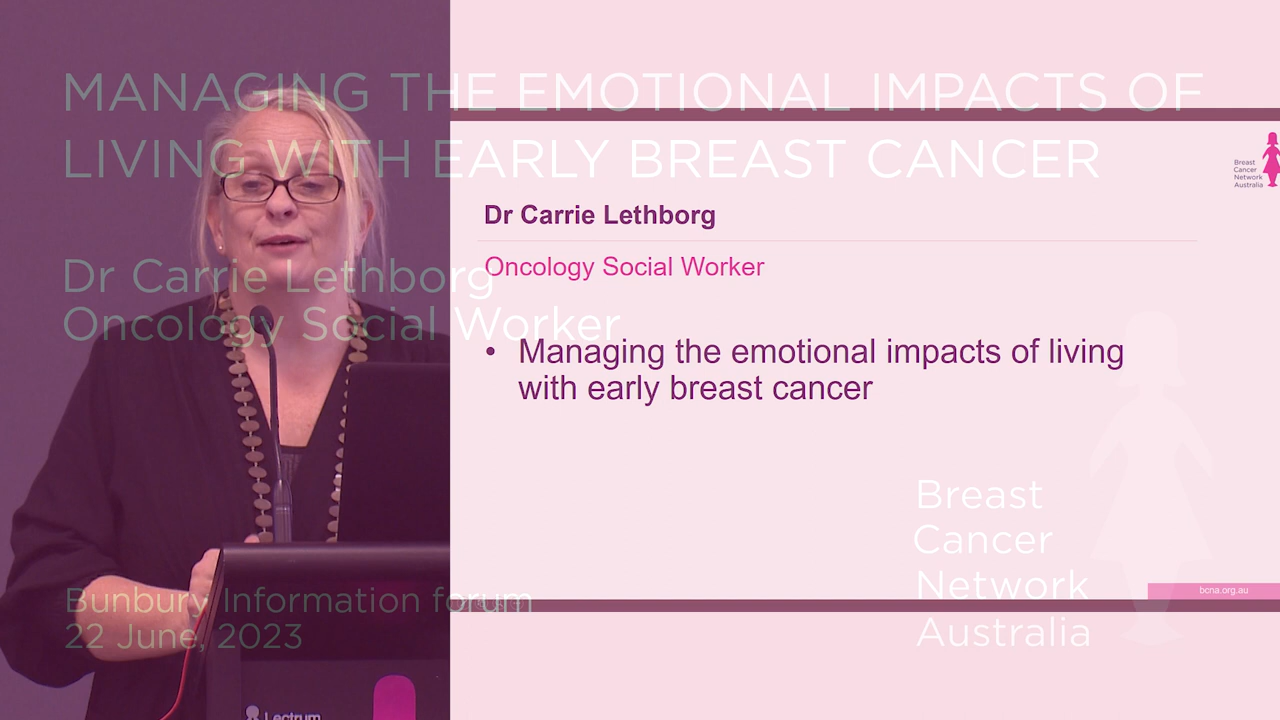 MANAGING THE EMOTIONAL IMPACTS OF
LIVING WITH EARLY BREAST CANCER
Dr Carrie Lethborg
Oncology Social Worker
Bunbury Information forum
22 June, 2023
Breast
Cancer
Network
Australia
Breast
Cancer
Network
Australia
Dr Carrie Lethborg
Oncology Social Worker
• Managing the emotional impacts of living
with early breast cancer
bcna.org.au
Lectrum